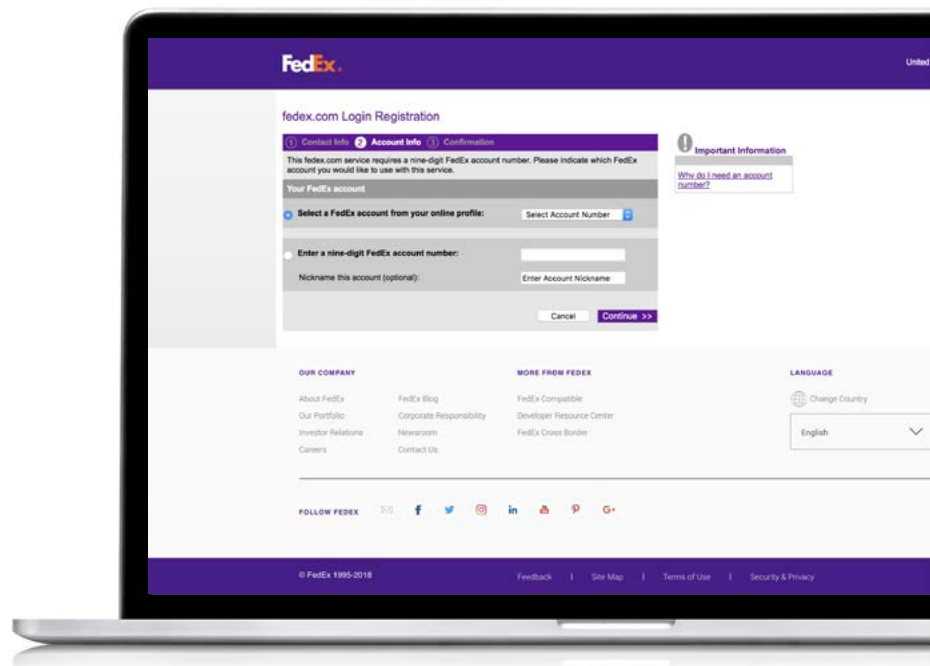 FedEx.
United
fedex.com Login Registration
1 Contact Info 2 Account Info 3 Confirmation
This fedex.com service requires a nine-digit FedEx account number. Please indicate which FedEx
account you would like to use with this service.
Your FedEx account
Select a FedEx account from your online profile: Select Account Number
Enter a nine-digit FedEx account number:
Nickname this account (optional): Enter Account Nickname
Cancel Continue >>
! Important Information
Why do I need an account
number?
OUR COMPANY
About FedEx
Our Portfolio
Investor Relations
Careers
FedEx Blog
Corporate Responsibility
Newsroom
Contact Us
MORE FROM FEDEX
FedEx Compatible
Developer Resource Center
FedEx Cross Border
LANGUAGE
Change Country
English
FOLLOW FEDEX f in G+
© FedEx 1995-2018
Feedback | Site Map | Terms of Use | Security & Privacy